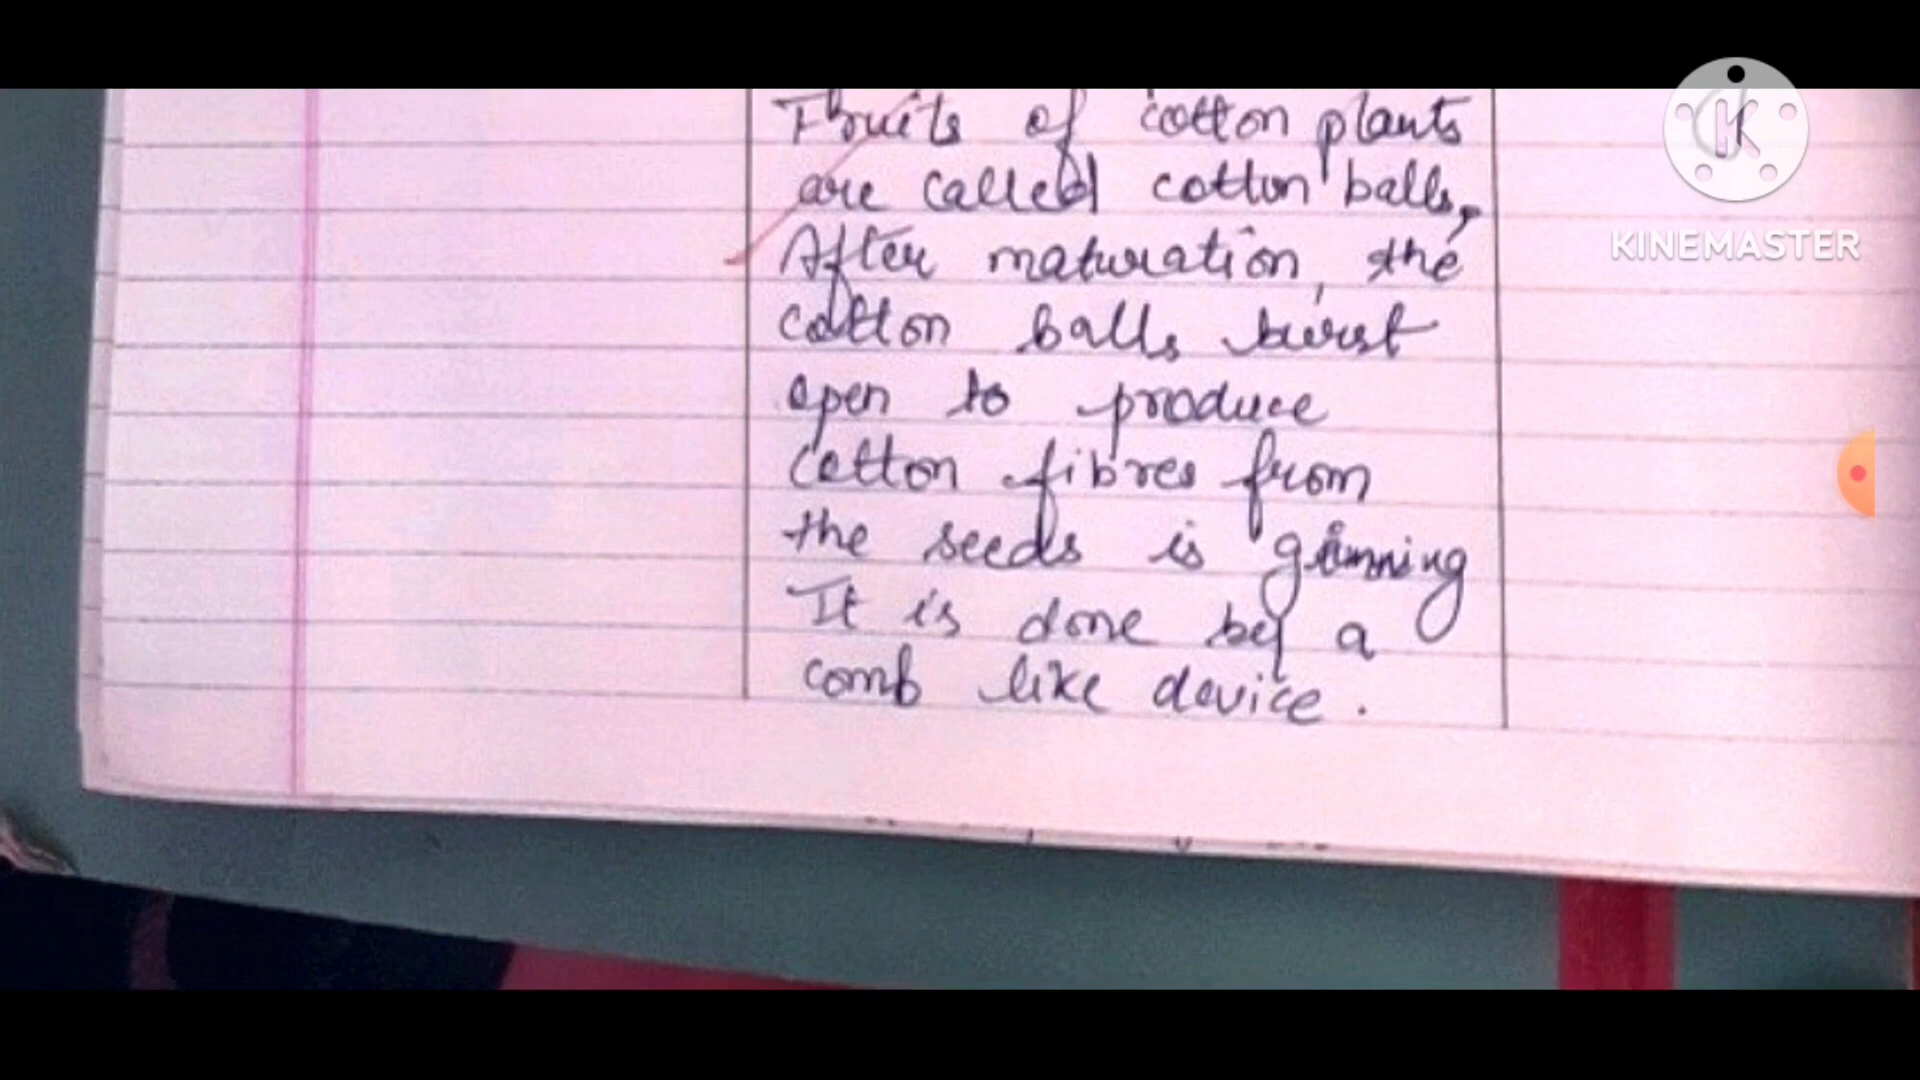 Fruits of cotton plants
are called cotton balls,
After maturation, the
cotton balls burst
open to produce
cotton fibres from
the seeds is ginning
It is done by a
comb like device.
KINEMASTER